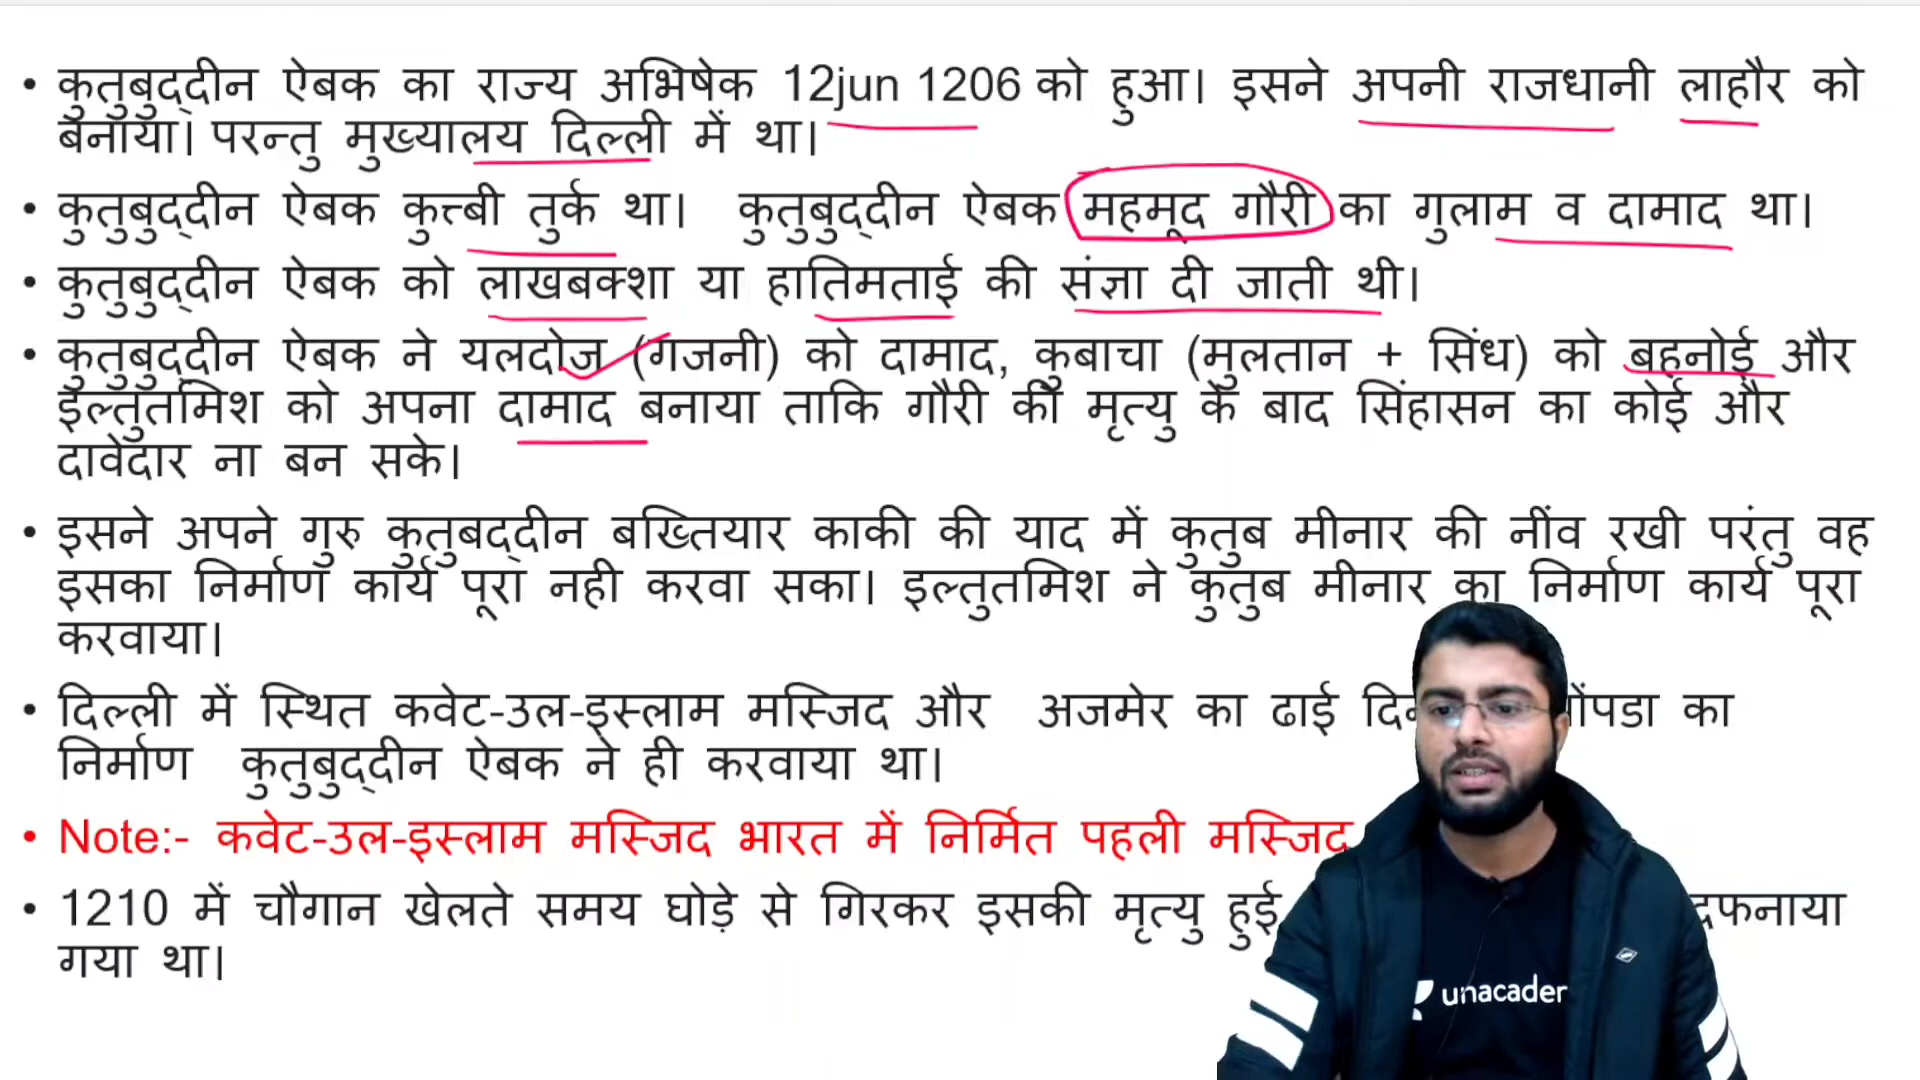 • कुतुबुद्दीन ऐबक का राज्य अभिषेक 12jun 1206 को हुआ। इसने अपनी राजधानी लाहौर को
बनाया। परन्तु मुख्यालय दिल्ली में था।
• कुतुबुद्दीन ऐबक कुत्त्बी तुर्क था। कुतुबुद्दीन ऐबक महमूद गौरी का गुलाम व दामाद था।
• कुतुबुद्दीन ऐबक को लाखबक्शा या हातिमताई की संज्ञा दी जाती थी।
• कुतुबुद्दीन ऐबक ने यलदोज (गजनी) को दामाद, कुबाचा (मुलतान + सिंध) को बहनोई और
इल्तुतमिश को अपना दामाद बनाया ताकि गौरी की मृत्यु के बाद सिंहासन का कोई और
दावेदार ना बन सके।
• इसने अपने गुरु कुतुबद्दीन बख्तियार काकी की याद में कुतुब मीनार की नींव रखी परंतु वह
इसका निर्माण कार्य पूरा नही करवा सका। इल्तुतमिश ने कुतुब मीनार का निर्माण कार्य पूरा
करवाया।
• दिल्ली में स्थित कवेट-उल-इस्लाम मस्जिद और अजमेर का ढाई का
निर्माण कुतुबुद्दीन ऐबक ने ही करवाया था।
• Note:- कवेट-उल-इस्लाम मस्जिद भारत में निर्मित पहली मस्जिद
• 1210 में चौगान खेलते समय घोड़े से गिरकर इसकी मृत्यु हुई दफनाया
गया था।
unacader